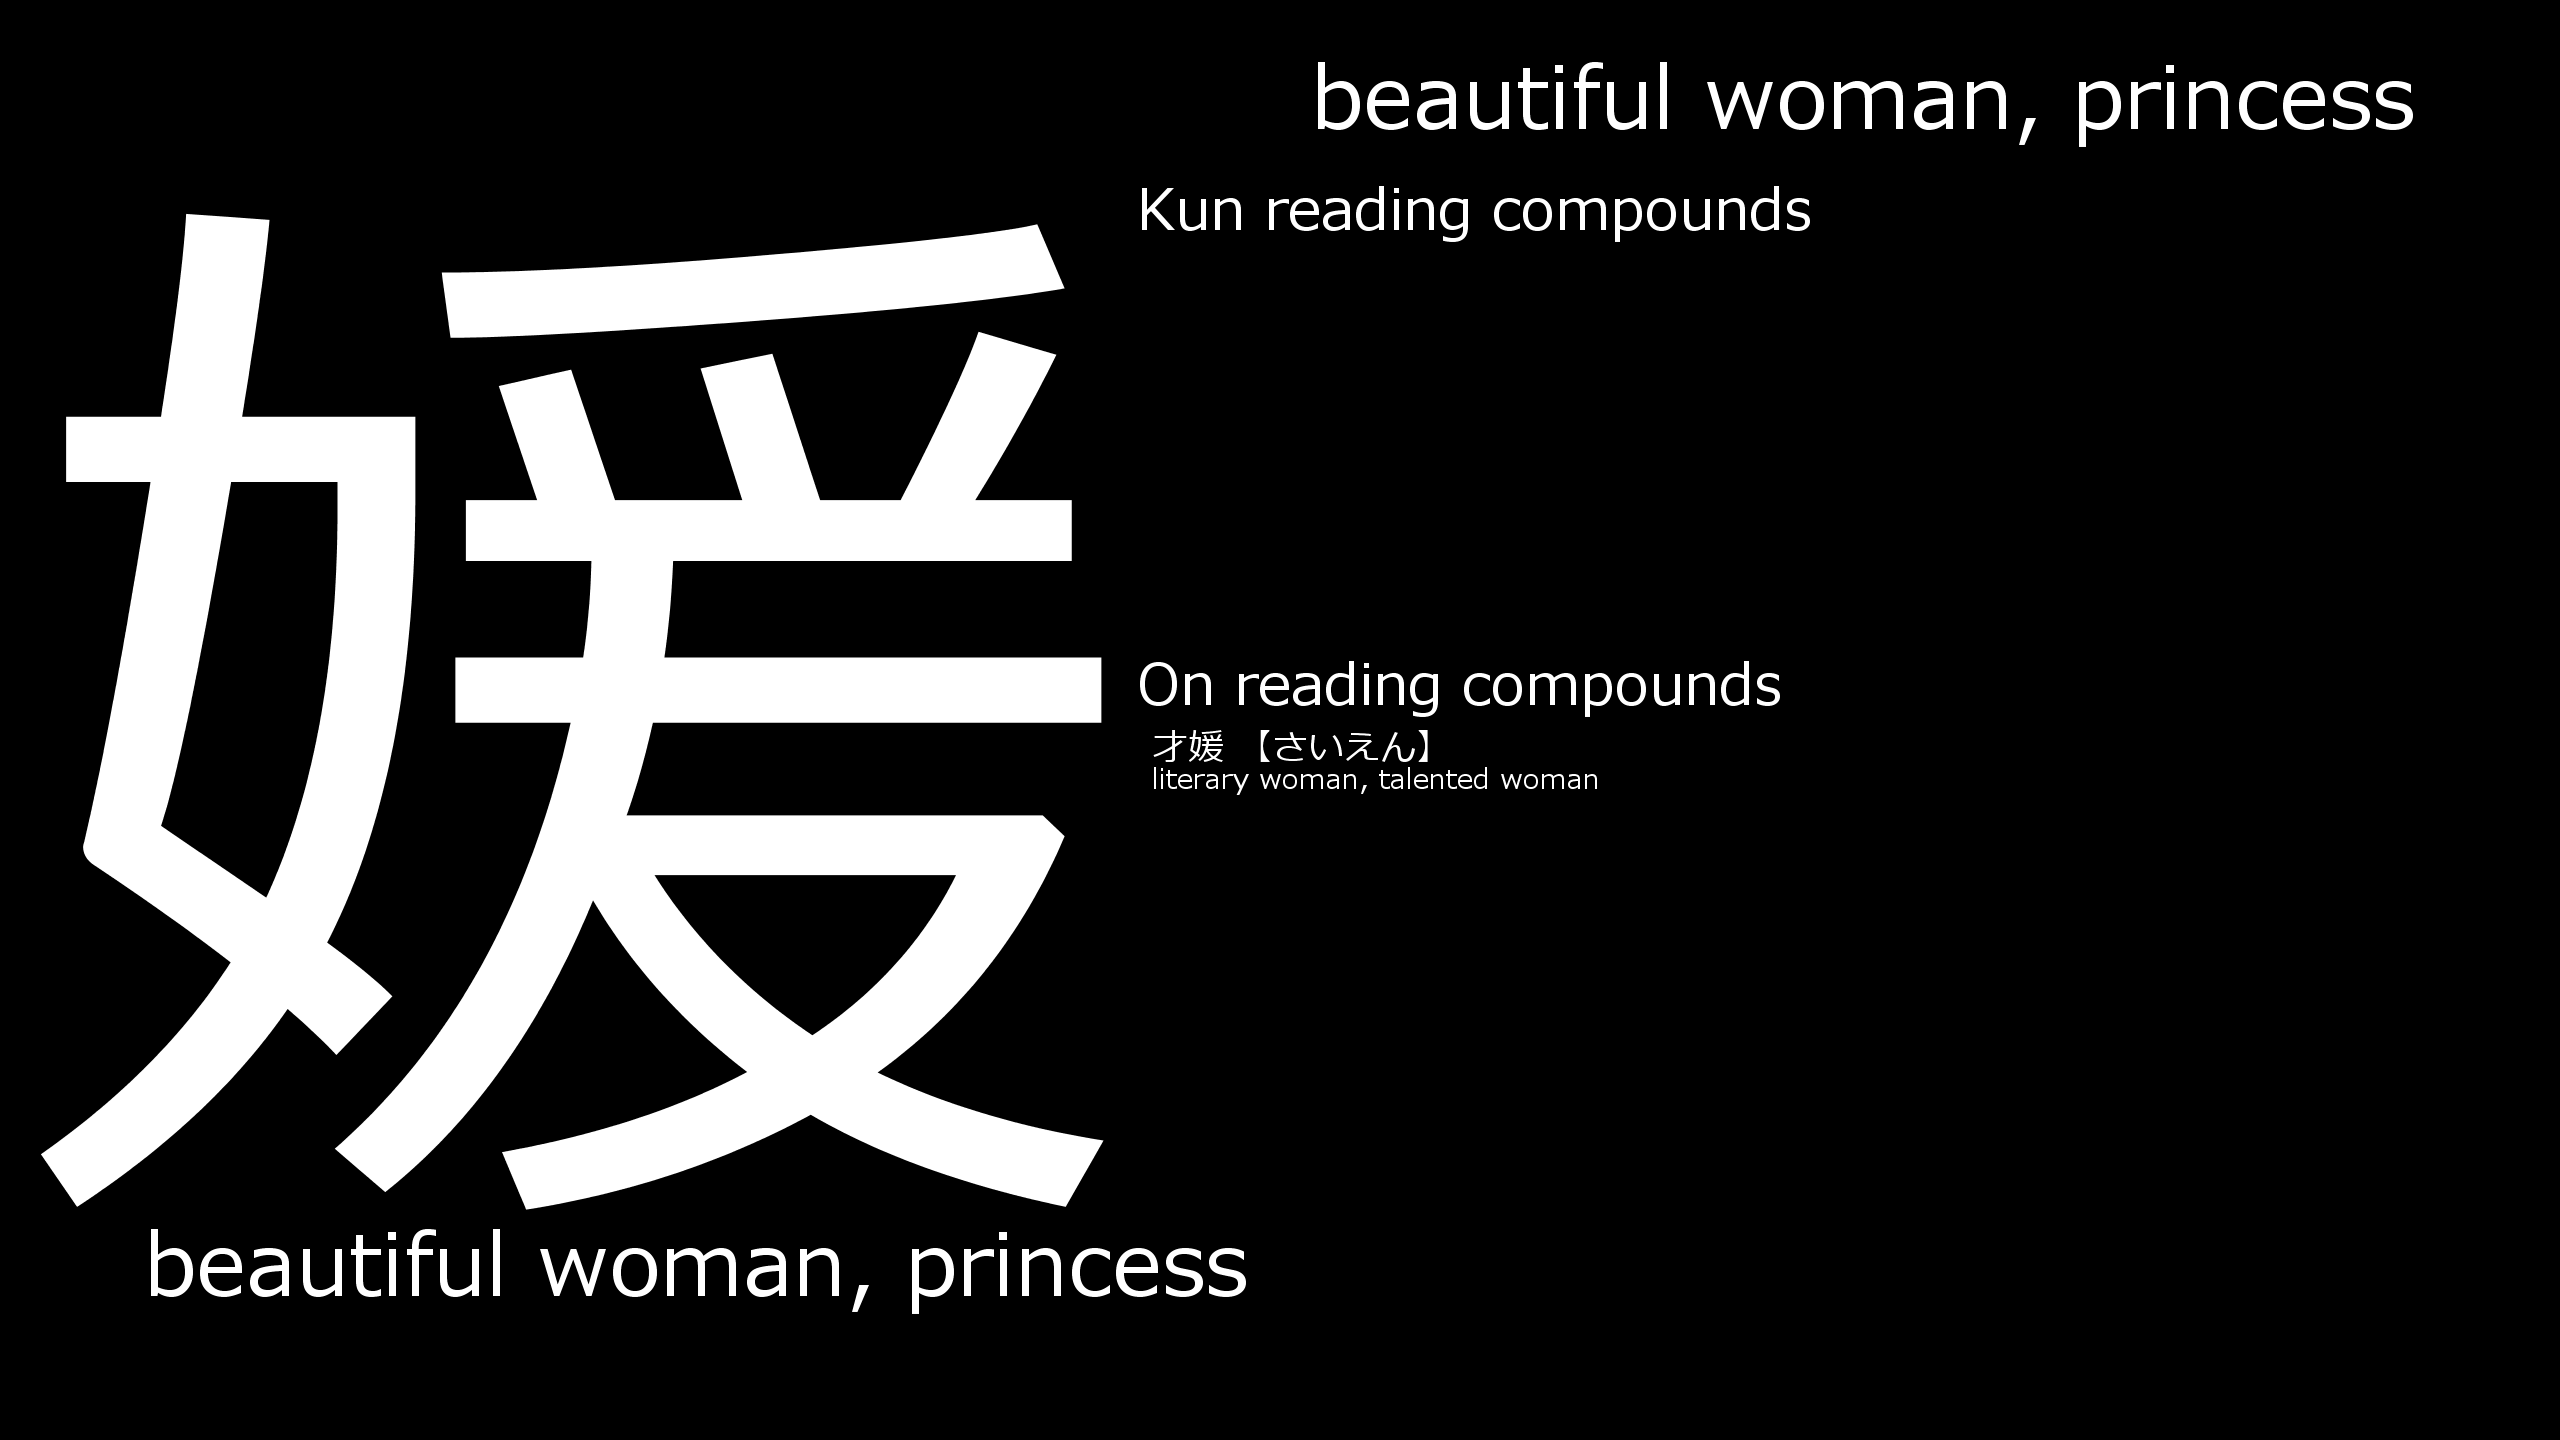 beautiful woman, princess
Kun reading compounds
媛
On reading compounds
才媛 【さいえん】
literary woman, talented woman
beautiful woman, princess